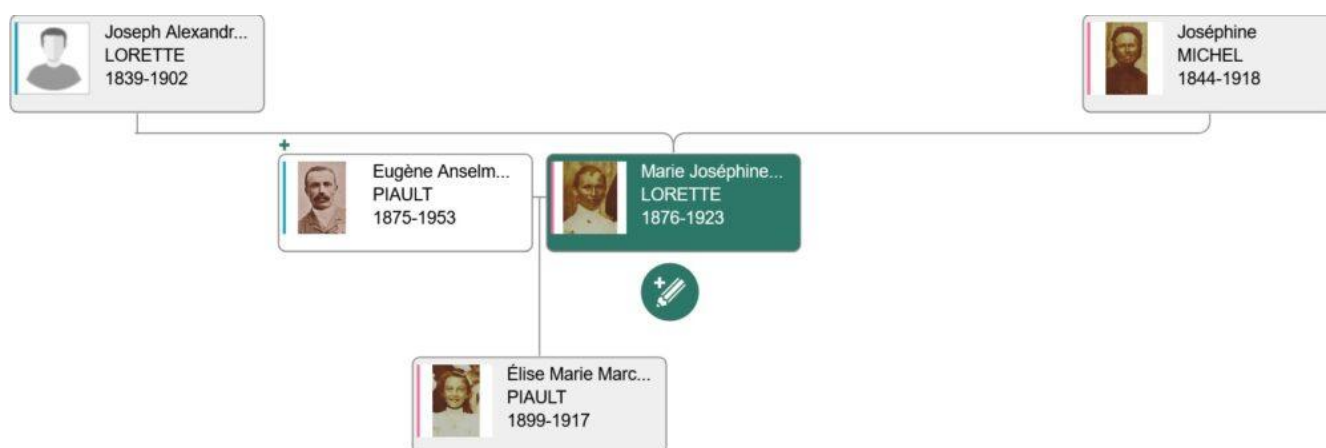 Joseph Alexandr...
LORETTE
1839-1902
Joséphine
MICHEL
1844-1918
Eugène Anselm...
PIAULT
1875-1953
Marie Joséphine...
LORETTE
1876-1923
Élise Marie Marc...
PIAULT
1899-1917